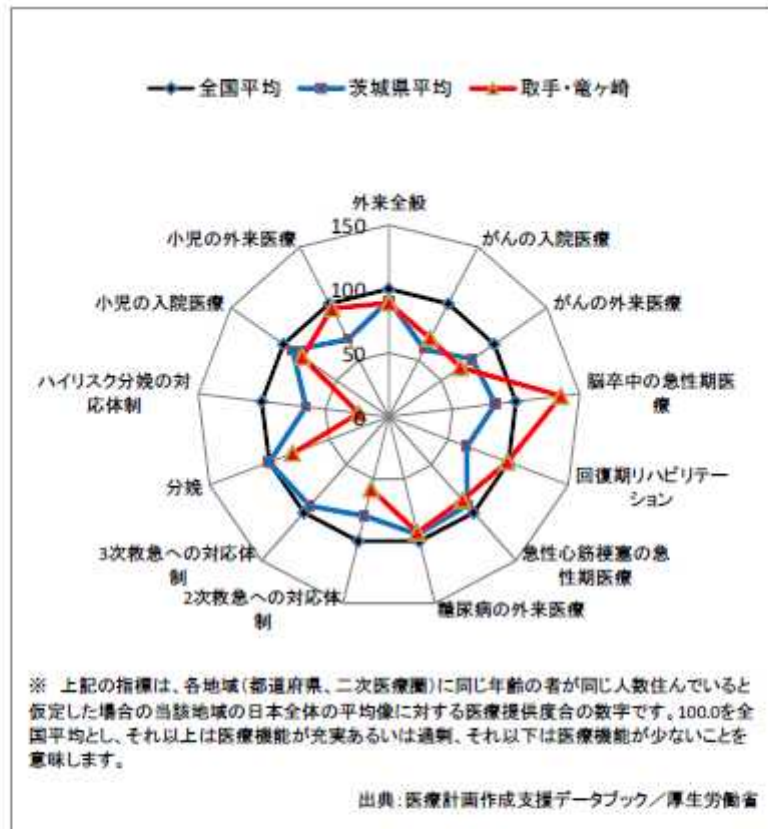 全国平均 茨城県平均 取手・竜ヶ崎
外来全般
150
100
50
0
がんの入院医療
がんの外来医療
脳卒中の急性期医
療
回復期リハビリテー
ション
急性心筋梗塞の急
性期医療
糖尿病の外来医療
2次救急への対応体
制
3次救急への対応体
制
分娩
ハイリスク分娩の対
応体制
小児の入院医療
小児の外来医療
※ 上記の指標は、各地域(都道府県、二次医療圏)に同じ年齢の者が同じ人数住んでいると
仮定した場合の当該地域の日本全体の平均像に対する医療提供度合の数字です。100.0を全
国平均とし、それ以上は医療機能が充実あるいは過剰、それ以下は医療機能が少ないことを
意味します。
出典:医療計画作成支援データブック/厚生労働省